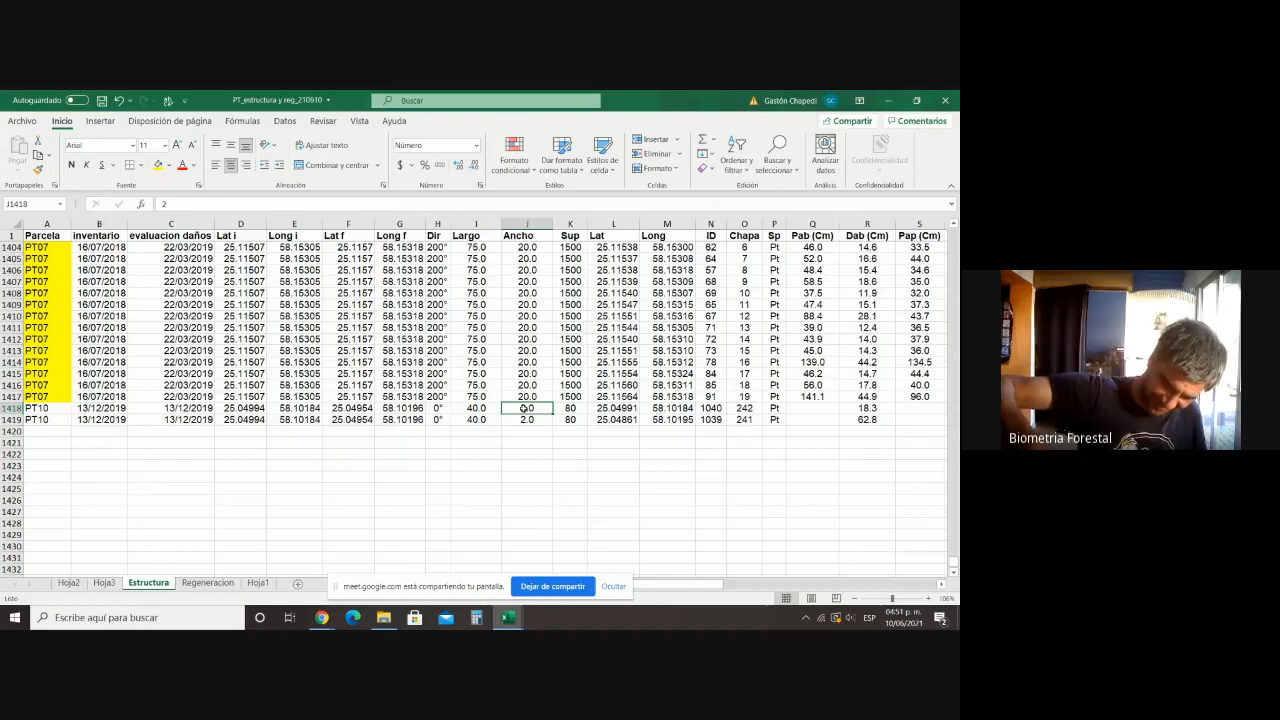 Autoguardado PT_estructura y reg_210610 Buscar Gastón Chapedi GC
Archivo Inicio Insertar Disposición de página Fórmulas Datos Revisar Vista Ayuda Compartir Comentarios
Pegar Arial 11 Ajustar texto Número Insertar
N K S Combinar y centrar $ % 000 Formato condicional Dar formato como tabla Estilos de celda Eliminar Formato Ordenar y filtrar Buscar y seleccionar Analizar datos Confidencialidad
Portapapeles Fuente Alineación Número Estilos Celdas Edición Análisis Confidencialidad
J1418 fx 2
A B C D E F G H I J K L M N O P Q R S
1 Parcela inventario evaluacion daños Lat i Long i Lat f Long f Dir Largo Ancho Sup Lat Long ID Chapa Sp Pab (Cm) Dab (Cm) Pap (Cm)
1404 PT07 16/07/2018 22/03/2019 25.11507 58.15305 25.1157 58.15318 200° 75.0 20.0 1500 25.11538 58.15300 62 6 Pt 46.0 14.6 33.5
1405 PT07 16/07/2018 22/03/2019 25.11507 58.15305 25.1157 58.15318 200° 75.0 20.0 1500 25.11537 58.15308 64 7 Pt 52.0 16.6 44.0
1406 PT07 16/07/2018 22/03/2019 25.11507 58.15305 25.1157 58.15318 200° 75.0 20.0 1500 25.11538 58.15318 57 8 Pt 48.4 15.4 34.6
1407 PT07 16/07/2018 22/03/2019 25.11507 58.15305 25.1157 58.15318 200° 75.0 20.0 1500 25.11539 58.15309 68 9 Pt 58.5 18.6 35.0
1408 PT07 16/07/2018 22/03/2019 25.11507 58.15305 25.1157 58.15318 200° 75.0 20.0 1500 25.11540 58.15307 69 10 Pt 37.5 11.9 32.0
1409 PT07 16/07/2018 22/03/2019 25.11507 58.15305 25.1157 58.15318 200° 75.0 20.0 1500 25.11547 58.15315 65 11 Pt 47.4 15.1 37.3
1410 PT07 16/07/2018 22/03/2019 25.11507 58.15305 25.1157 58.15318 200° 75.0 20.0 1500 25.11551 58.15316 67 12 Pt 88.4 28.1 43.7
1411 PT07 16/07/2018 22/03/2019 25.11507 58.15305 25.1157 58.15318 200° 75.0 20.0 1500 25.11544 58.15305 71 13 Pt 39.0 12.4 36.5
1412 PT07 16/07/2018 22/03/2019 25.11507 58.15305 25.1157 58.15318 200° 75.0 20.0 1500 25.11540 58.15310 72 14 Pt 43.9 14.0 37.9
1413 PT07 16/07/2018 22/03/2019 25.11507 58.15305 25.1157 58.15318 200° 75.0 20.0 1500 25.11551 58.15310 73 15 Pt 45.0 14.3 36.0
1414 PT07 16/07/2018 22/03/2019 25.11507 58.15305 25.1157 58.15318 200° 75.0 20.0 1500 25.11555 58.15312 78 16 Pt 139.0 44.2 134.5
1415 PT07 16/07/2018 22/03/2019 25.11507 58.15305 25.1157 58.15318 200° 75.0 20.0 1500 25.11558 58.15324 84 17 Pt 46.2 14.7 44.4
1416 PT07 16/07/2018 22/03/2019 25.11507 58.15305 25.1157 58.15318 200° 75.0 20.0 1500 25.11560 58.15311 85 18 Pt 56.0 17.8 40.0
1417 PT07 16/07/2018 22/03/2019 25.11507 58.15305 25.1157 58.15318 200° 75.0 20.0 1500 25.11564 58.15318 91 19 Pt 141.1 44.9 96.0
1418 PT10 13/12/2019 13/12/2019 25.04994 58.10184 25.04954 58.10196 0° 40.0 80 25.04991 58.10184 1040 242 Pt 18.3
1419 PT10 13/12/2019 13/12/2019 25.04994 58.10184 25.04954 58.10196 0° 40.0 2.0 80 25.04861 58.10195 1039 241 Pt 62.8
1420
1421
1422
1423
1424
1425
1426
1427
1428
1429
1430
1431
1432
Hoja2 Hoja3 Estructura Regeneracion Hoja1
meet.google.com está compartiendo tu pantalla. Dejar de compartir Ocultar
Listo 106%
Escribe aquí para buscar ESP 04:51 p. m. 10/06/2021 2
Biometria Forestal